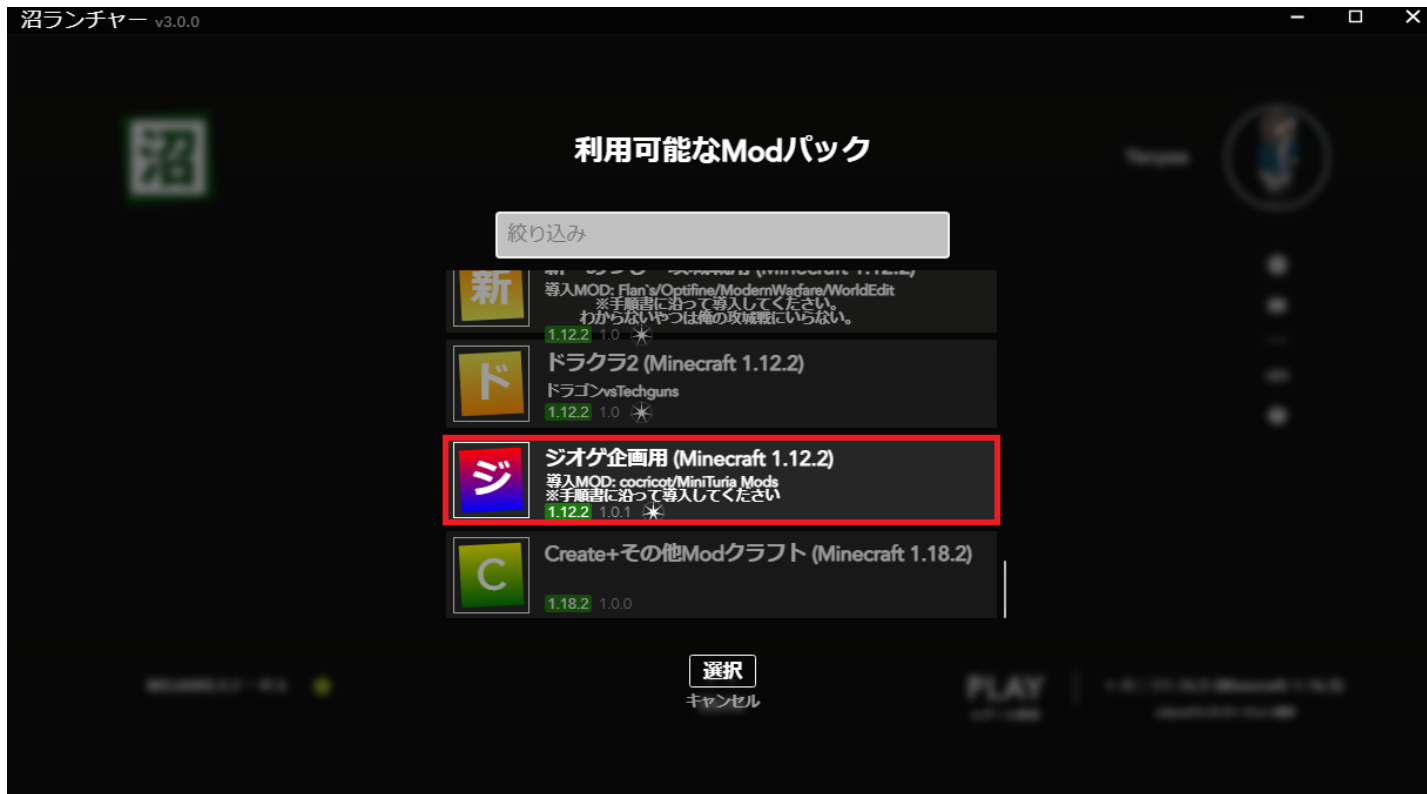 沼ランチャー v3.0.0
沼
利用可能なModパック
絞り込み
新
導入MOD: Flan`s/Optifine/ModernWarfare/WorldEdit
※手順書に沿って導入してください。
わからないやつは俺の攻城戦にいらない。
1.12.2 1.0
ド
ドラクラ2 (Minecraft 1.12.2)
ドラゴンvsTechguns
1.12.2 1.0
ジ
ジオゲ企画用 (Minecraft 1.12.2)
導入MOD: cocricot/MiniTuria Mods
※手順書に沿って導入してください
1.12.2 1.0.1
C
Create+その他Modクラフト (Minecraft 1.18.2)
1.18.2 1.0.0
選択
キャンセル
PLAY